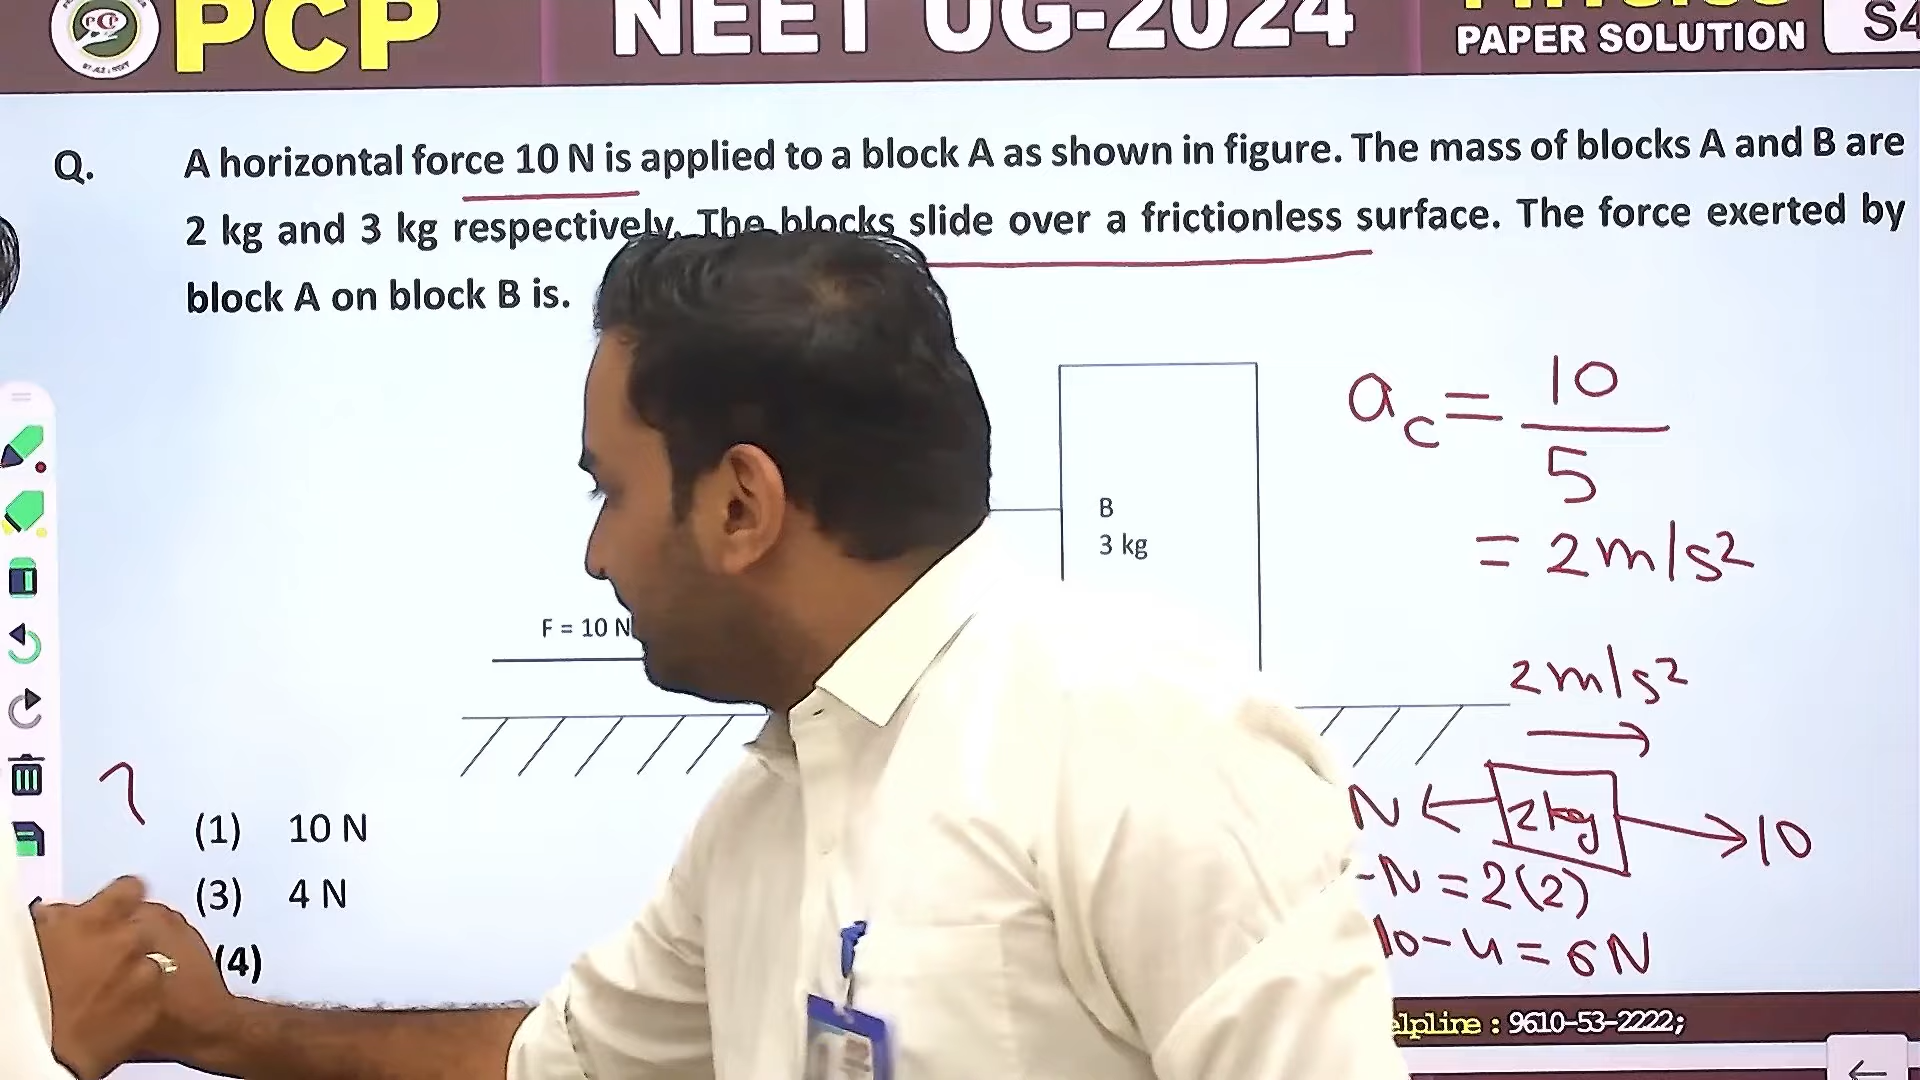 PCP
NEET UG-2024
PHYSICS
PAPER SOLUTION
S4
Q. A horizontal force 10 N is applied to a block A as shown in figure. The mass of blocks A and B are
2 kg and 3 kg respectively. The blocks slide over a frictionless surface. The force exerted by
block A on block B is.
a_c = 10/5
= 2 m/s²
B
3 kg
F = 10 N
2 m/s²
N 2kg 10
-N = 2(2)
10-4 = 6N
(1) 10 N
(3) 4 N
(4)
elpline : 9610-53-2222;